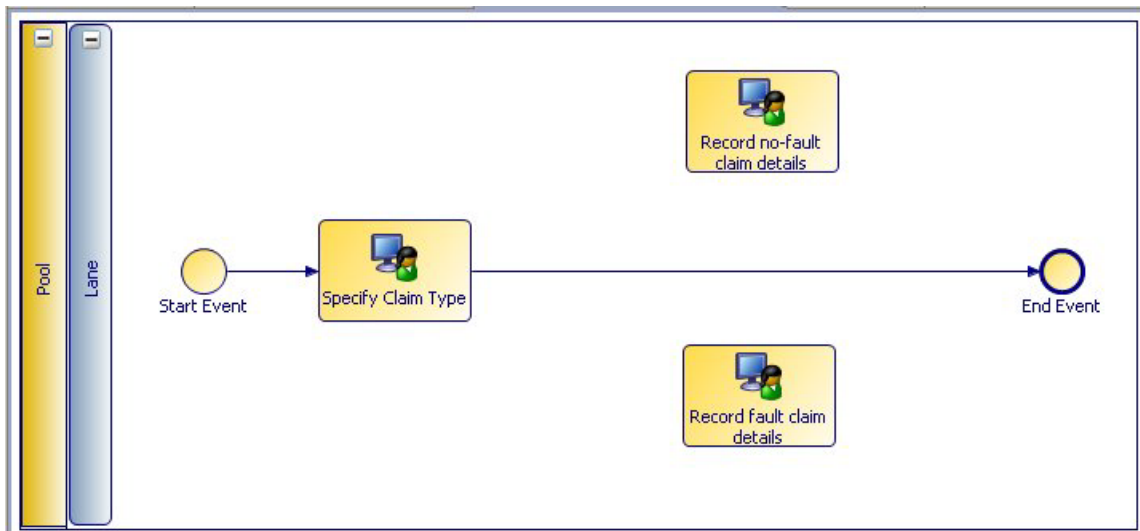 Pool
Lane
Start Event
Specify Claim Type
Record no-fault
claim details
Record fault claim
details
End Event